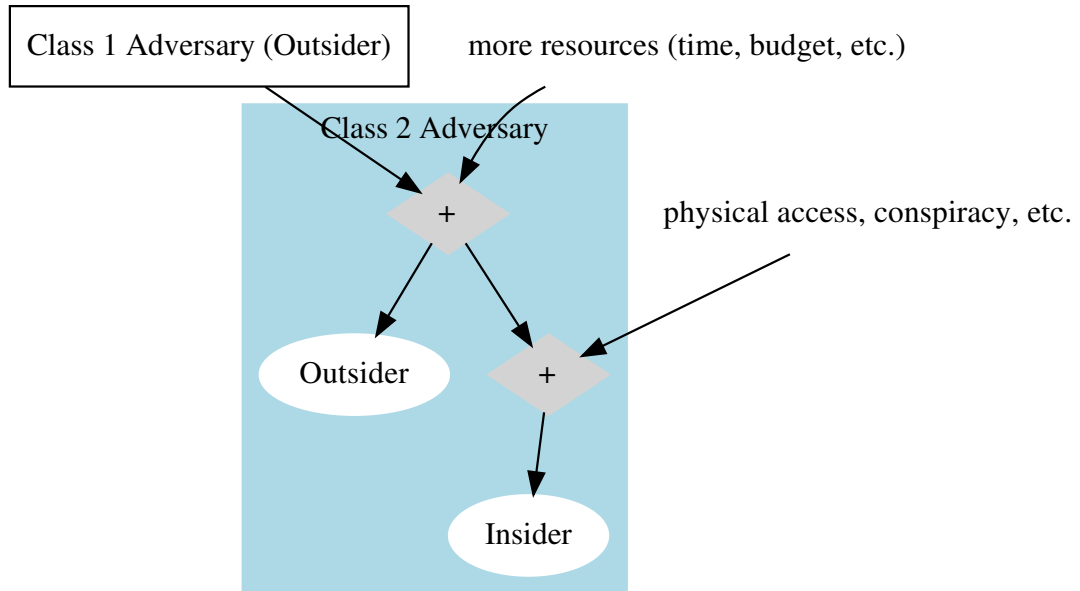 Class 1 Adversary (Outsider)
more resources (time, budget, etc.)
Class 2 Adversary
+
physical access, conspiracy, etc.
Outsider
+
Insider